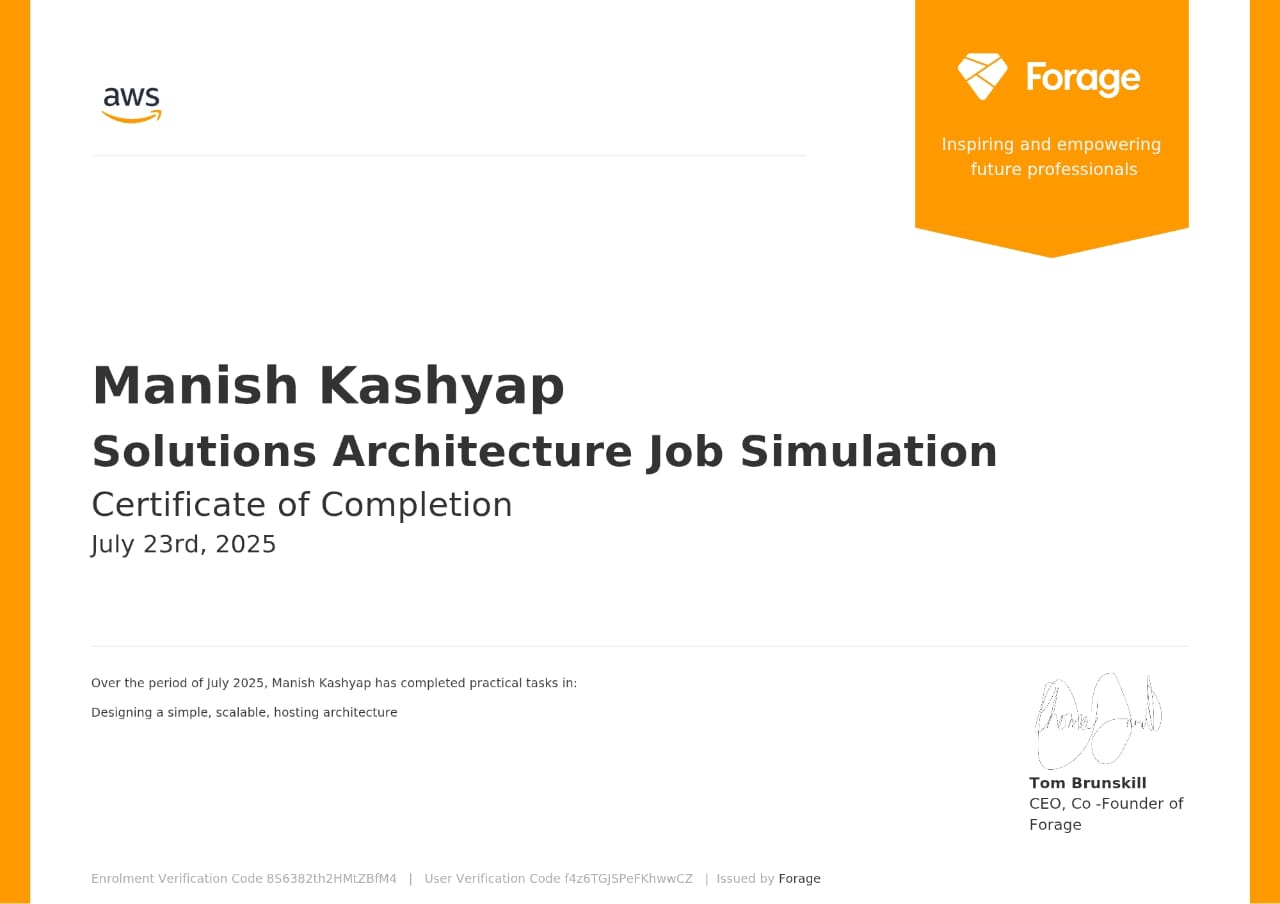 aws
Forage
Inspiring and empowering
future professionals
Manish Kashyap
Solutions Architecture Job Simulation
Certificate of Completion
July 23rd, 2025
Over the period of July 2025, Manish Kashyap has completed practical tasks in:
Designing a simple, scalable, hosting architecture
Tom Brunskill
CEO, Co -Founder of
Forage
Enrolment Verification Code 8S6382th2HMtZBfM4 | User Verification Code f4z6TGJSPeFKhwwCZ | Issued by Forage